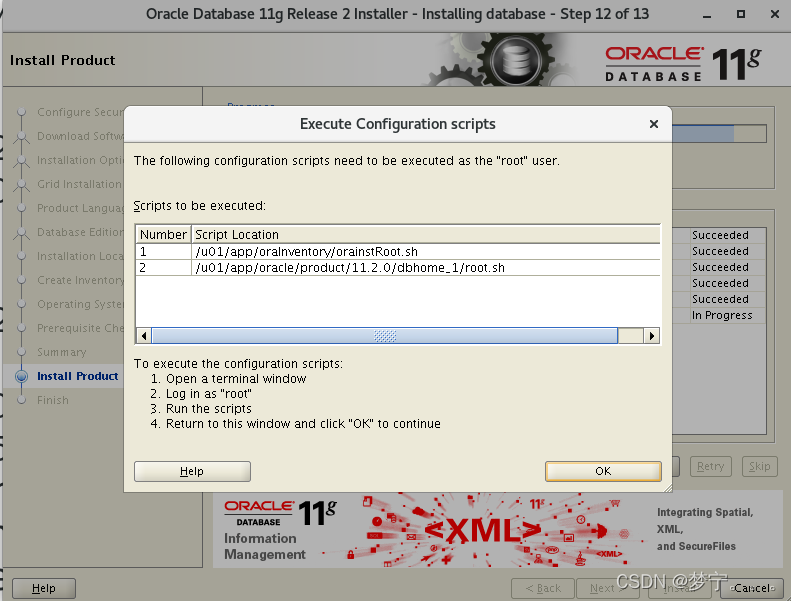 Oracle Database 11g Release 2 Installer - Installing database - Step 12 of 13
Install Product
ORACLE
DATABASE 11g
Configure Secur
Download Softw
Installation Opti
Grid Installation
Product Languag
Database Edition
Installation Loca
Create Inventory
Operating Syste
Prerequisite Che
Summary
Install Product
Finish
Progress
Succeeded
Succeeded
Succeeded
Succeeded
Succeeded
In Progress
Execute Configuration scripts
The following configuration scripts need to be executed as the "root" user.
Scripts to be executed:
Number Script Location
1 /u01/app/oraInventory/orainstRoot.sh
2 /u01/app/oracle/product/11.2.0/dbhome_1/root.sh
To execute the configuration scripts:
1. Open a terminal window
2. Log in as "root"
3. Run the scripts
4. Return to this window and click "OK" to continue
Help OK
Retry Skip
ORACLE
DATABASE 11g
Information
Management
11g
<XML>
<XML>
Integrating Spatial,
XML,
and SecureFiles
Help < Back Next Install Cancel
CSDN @梦宁